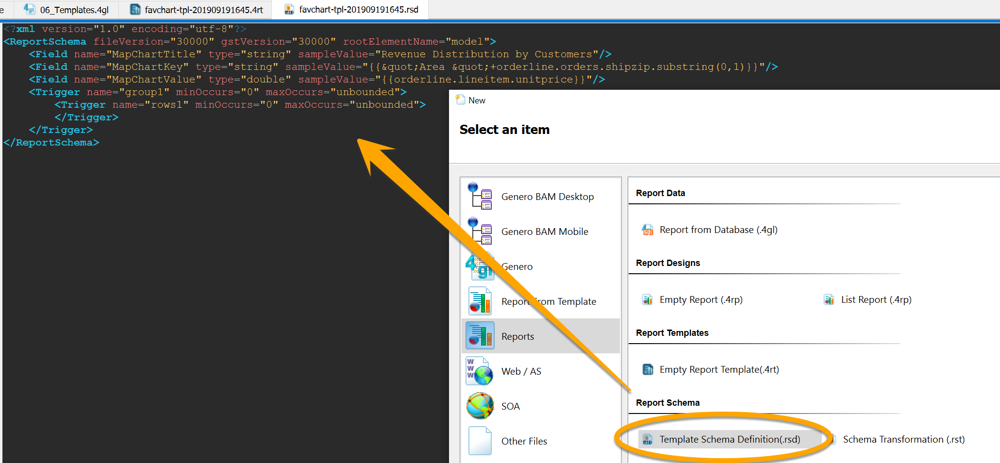 e
06_Templates.4gl
favchart-tpl-201909191645.4rt
favchart-tpl-201909191645.rsd
<?xml version="1.0" encoding="utf-8"?>
<ReportSchema fileVersion="30000" gstVersion="30000" rootElementName="model">
<Field name="MapChartTitle" type="string" sampleValue="Revenue Distribution by Customers"/>
<Field name="MapChartKey" type="string" sampleValue="{{&quot;Area &quot;+orderline.orders.shipzip.substring(0,1)}}"/>
<Field name="MapChartValue" type="double" sampleValue="{{orderline.lineitem.unitprice}}"/>
<Trigger name="group1" minOccurs="0" maxOccurs="unbounded">
<Trigger name="rows1" minOccurs="0" maxOccurs="unbounded">
</Trigger>
</Trigger>
</ReportSchema>
New
Select an item
Genero BAM Desktop
Genero BAM Mobile
Genero
Report From Template
Reports
Web / AS
SOA
Other Files
Report Data
Report from Database (.4gl)
Report Designs
Empty Report (.4rp)
List Report (.4rp)
Report Templates
Empty Report Template(.4rt)
Report Schema
Template Schema Definition(.rsd)
Schema Transformation (.rst)